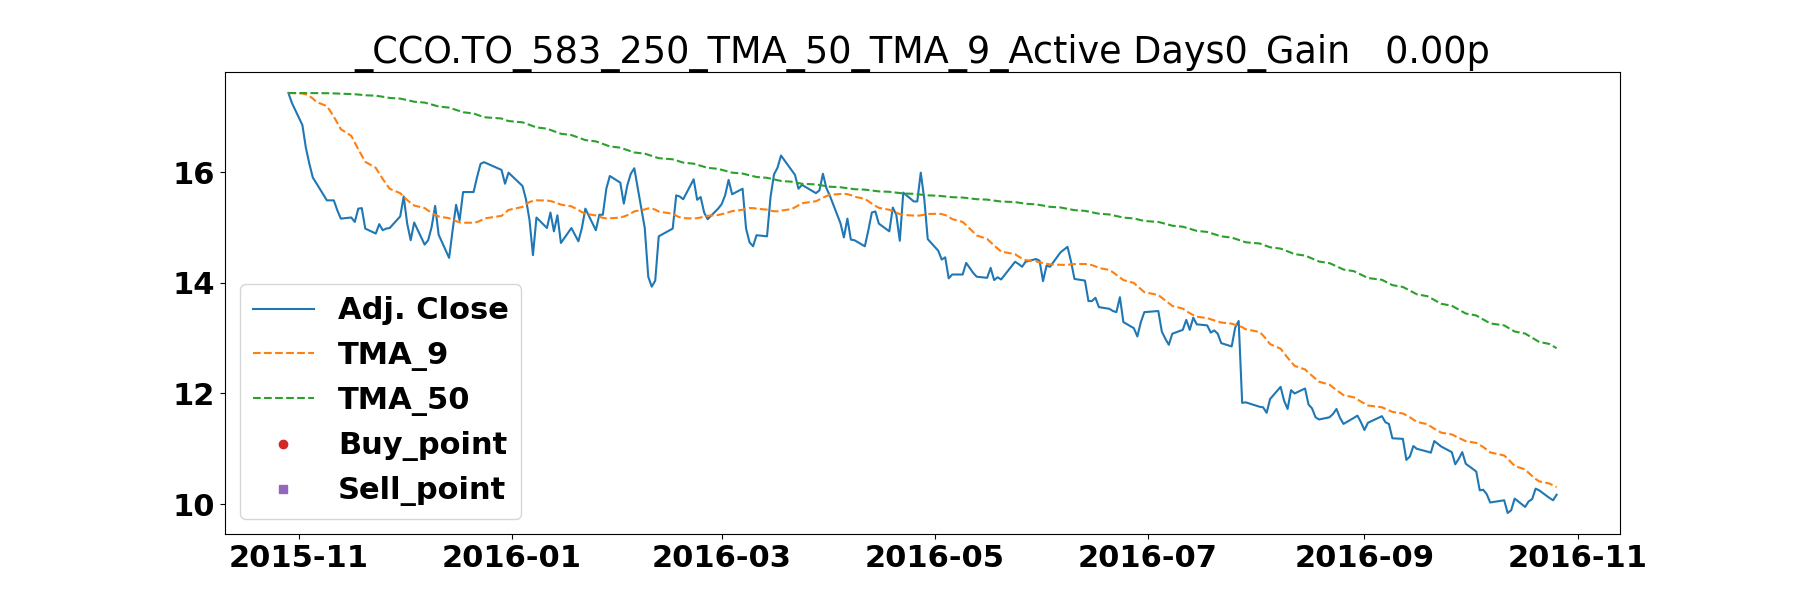 _CCO.TO_583_250_TMA_50_TMA_9_Active Days0_Gain   0.00p
16
14
12
10
Adj. Close
TMA_9
TMA_50
Buy_point
Sell_point
2015-11 2016-01 2016-03 2016-05 2016-07 2016-09 2016-11